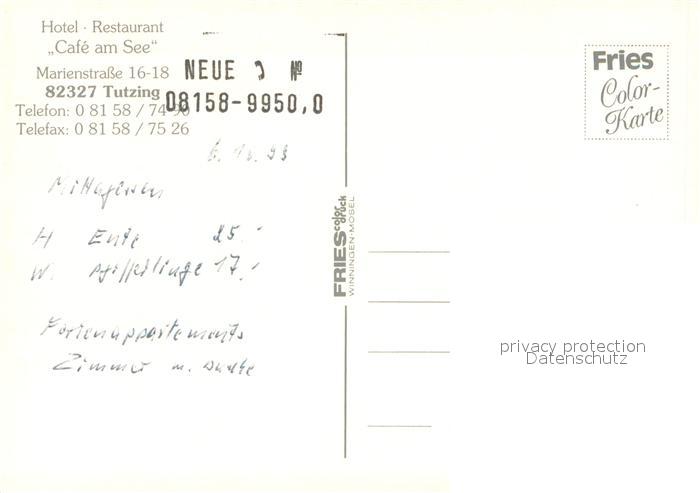 Hotel · Restaurant
„Café am See“
Marienstraße 16-18
82327 Tutzing
Telefon: 0 81 58 / 74 90
Telefax: 0 81 58 / 75 26
NEUE № 
08158-9950,0
6.10.93
Mittagessen
H Ente 25.-
W. Pfifferlinge 17.-
Ferienappartements
Zimmer m. Dusche
FRIES color druck
WINNINGEN-MOSEL
Fries
Color-
Karte
privacy protection
Datenschutz